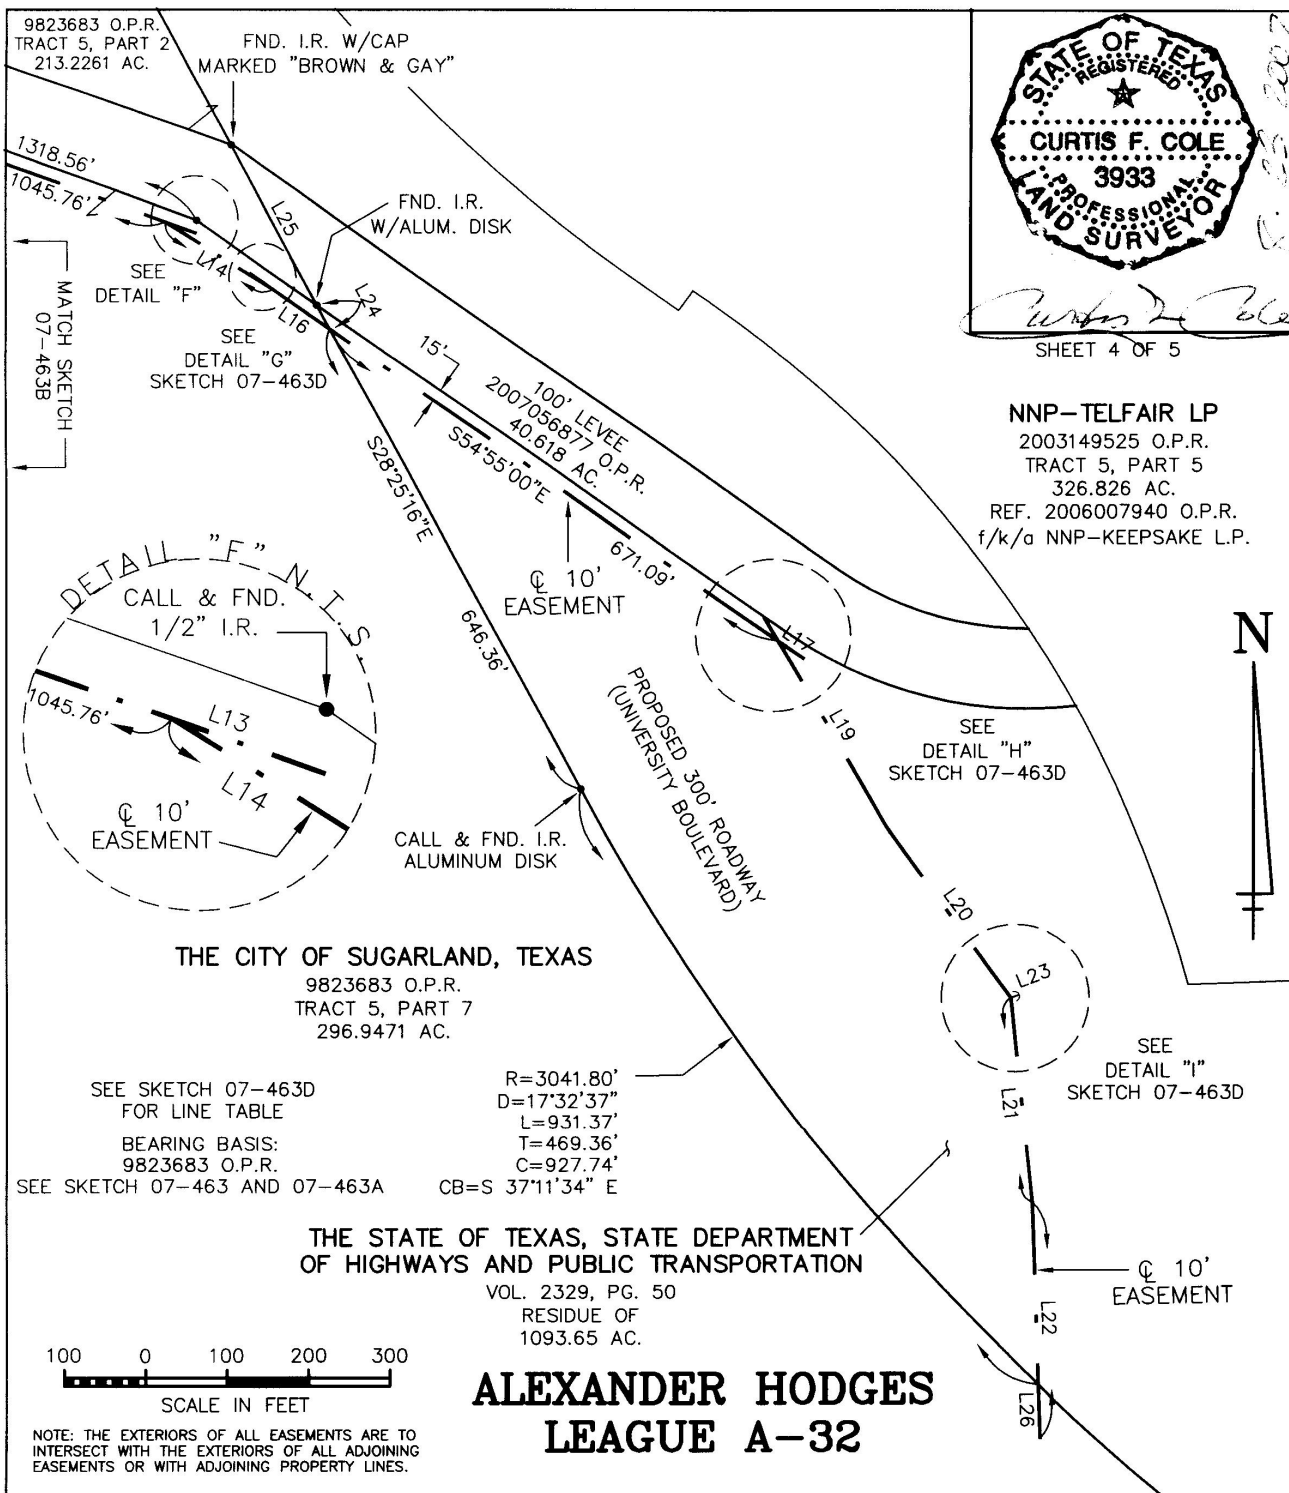 9823683 O.P.R.
TRACT 5, PART 2
213.2261 AC.
FND. I.R. W/CAP
MARKED "BROWN & GAY"
STATE OF TEXAS
REGISTERED
CURTIS F. COLE
3933
PROFESSIONAL
LAND SURVEYOR
2007
SHEET 4 OF 5
1318.56'
1045.76'
L25
FND. I.R.
W/ALUM. DISK
SEE
DETAIL "F"
L14
L16
L24
MATCH SKETCH
07-463B
SEE
DETAIL "G"
SKETCH 07-463D
15'
100' LEVEE
2007056877 O.P.R.
40.618 AC.
S54°55'00"E
671.09'
S28°25'16"E
646.36'
℄ 10'
EASEMENT
NNP-TELFAIR LP
2003149525 O.P.R.
TRACT 5, PART 5
326.826 AC.
REF. 2006007940 O.P.R.
f/k/a NNP-KEEPSAKE L.P.
DETAIL "F" N.T.S.
CALL & FND.
1/2" I.R.
1045.76'
L13
L14
℄ 10'
EASEMENT
N
L17
L19
PROPOSED 300' ROADWAY
(UNIVERSITY BOULEVARD)
SEE
DETAIL "H"
SKETCH 07-463D
CALL & FND. I.R.
ALUMINUM DISK
L20
L23
THE CITY OF SUGARLAND, TEXAS
9823683 O.P.R.
TRACT 5, PART 7
296.9471 AC.
SEE
DETAIL "I"
SKETCH 07-463D
L21
SEE SKETCH 07-463D
FOR LINE TABLE
BEARING BASIS:
9823683 O.P.R.
SEE SKETCH 07-463 AND 07-463A
R=3041.80'
D=17°32'37"
L=931.37'
T=469.36'
C=927.74'
CB=S 37°11'34" E
THE STATE OF TEXAS, STATE DEPARTMENT
OF HIGHWAYS AND PUBLIC TRANSPORTATION
VOL. 2329, PG. 50
RESIDUE OF
1093.65 AC.
℄ 10'
EASEMENT
L22
L26
100 0 100 200 300
SCALE IN FEET
NOTE: THE EXTERIORS OF ALL EASEMENTS ARE TO
INTERSECT WITH THE EXTERIORS OF ALL ADJOINING
EASEMENTS OR WITH ADJOINING PROPERTY LINES.
ALEXANDER HODGES
LEAGUE A-32